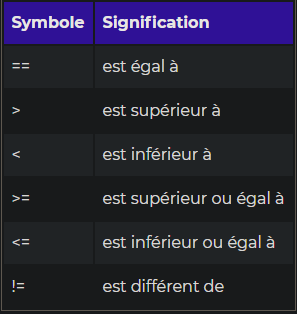 Symbole Signification
== est égal à
> est supérieur à
< est inférieur à
>= est supérieur ou égal à
<= est inférieur ou égal à
!= est différent de